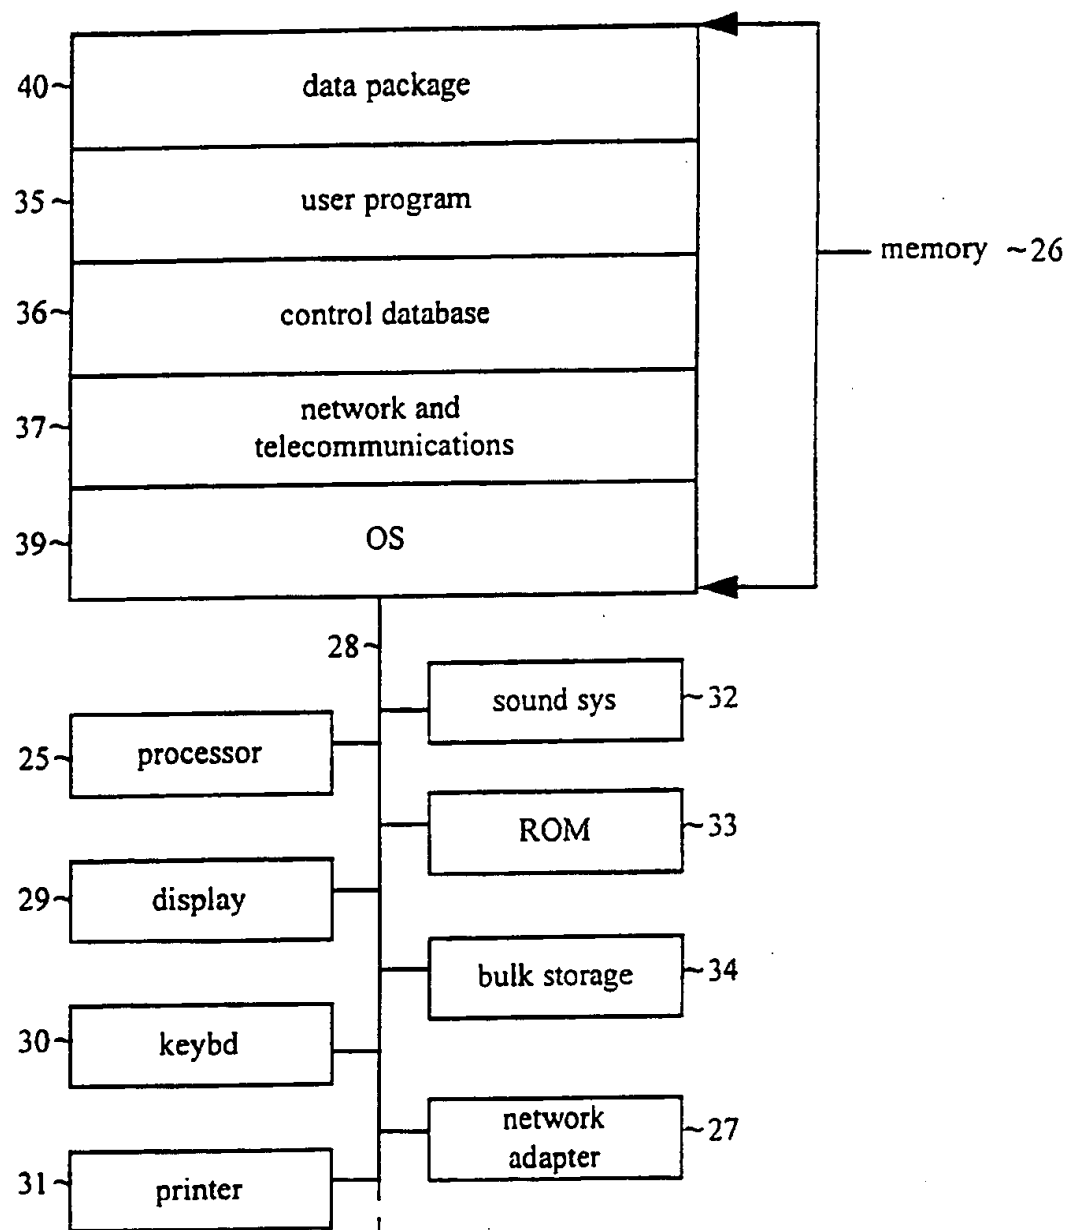 40~ data package
35~ user program
memory ~26
36~ control database
network and
37~
telecommunications
39~ OS
28~
sound sys ~32
25~ processor
ROM ~33
29~ display
bulk storage ~34
30~ keybd
network
~27
adapter
31~ printer